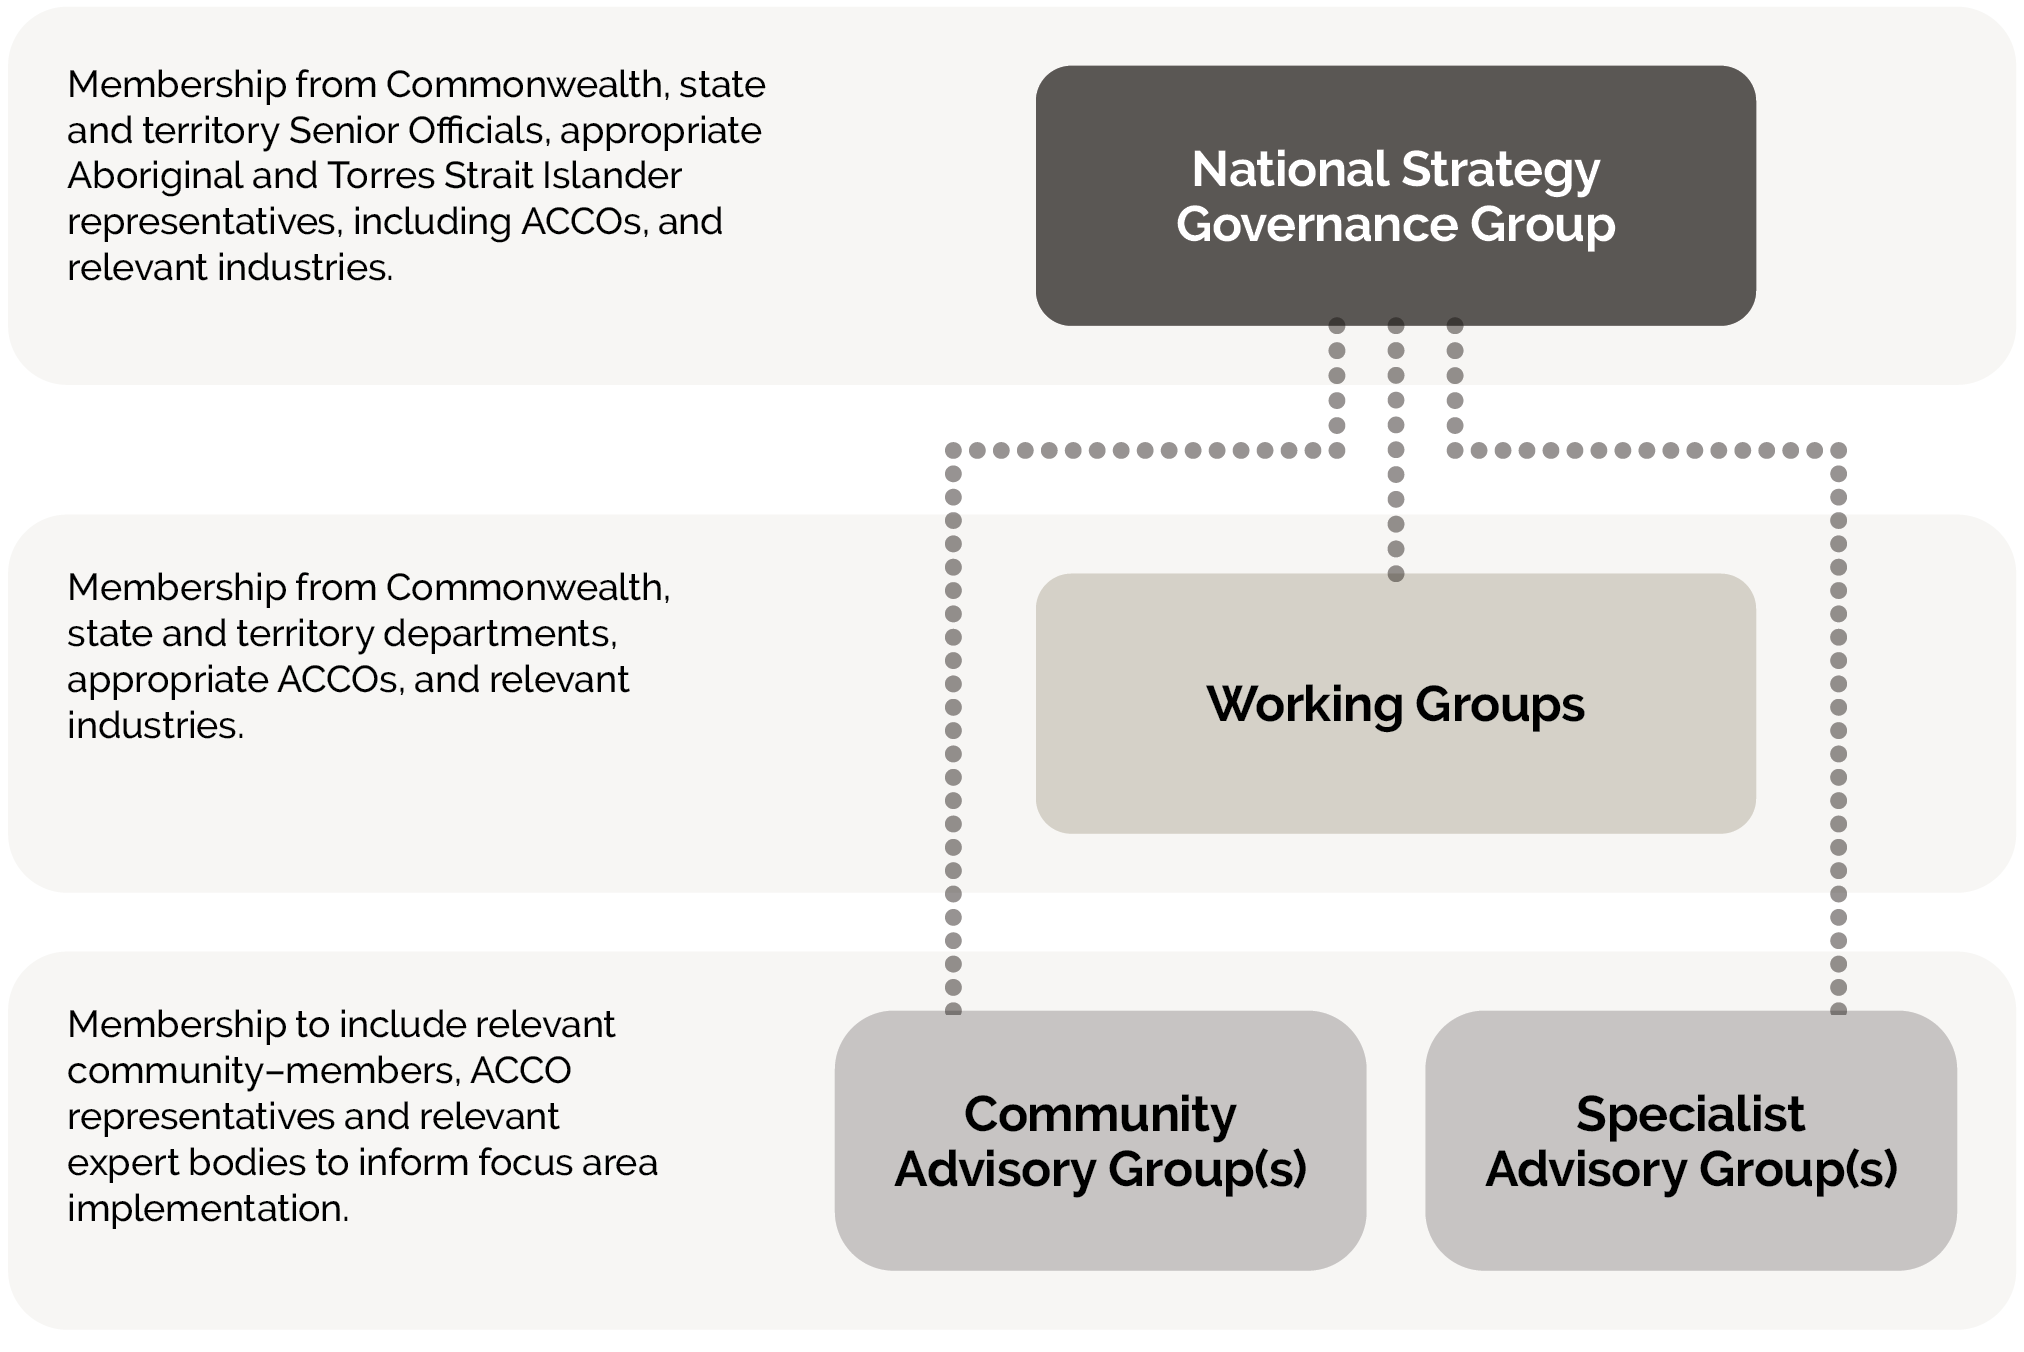 Membership from Commonwealth, state
and territory Senior Officials, appropriate
Aboriginal and Torres Strait Islander
representatives, including ACCOs, and
relevant industries.
National Strategy
Governance Group
Membership from Commonwealth,
state and territory departments,
appropriate ACCOs, and relevant
industries.
Working Groups
Membership to include relevant
community–members, ACCO
representatives and relevant
expert bodies to inform focus area
implementation.
Community
Advisory Group(s)
Specialist
Advisory Group(s)